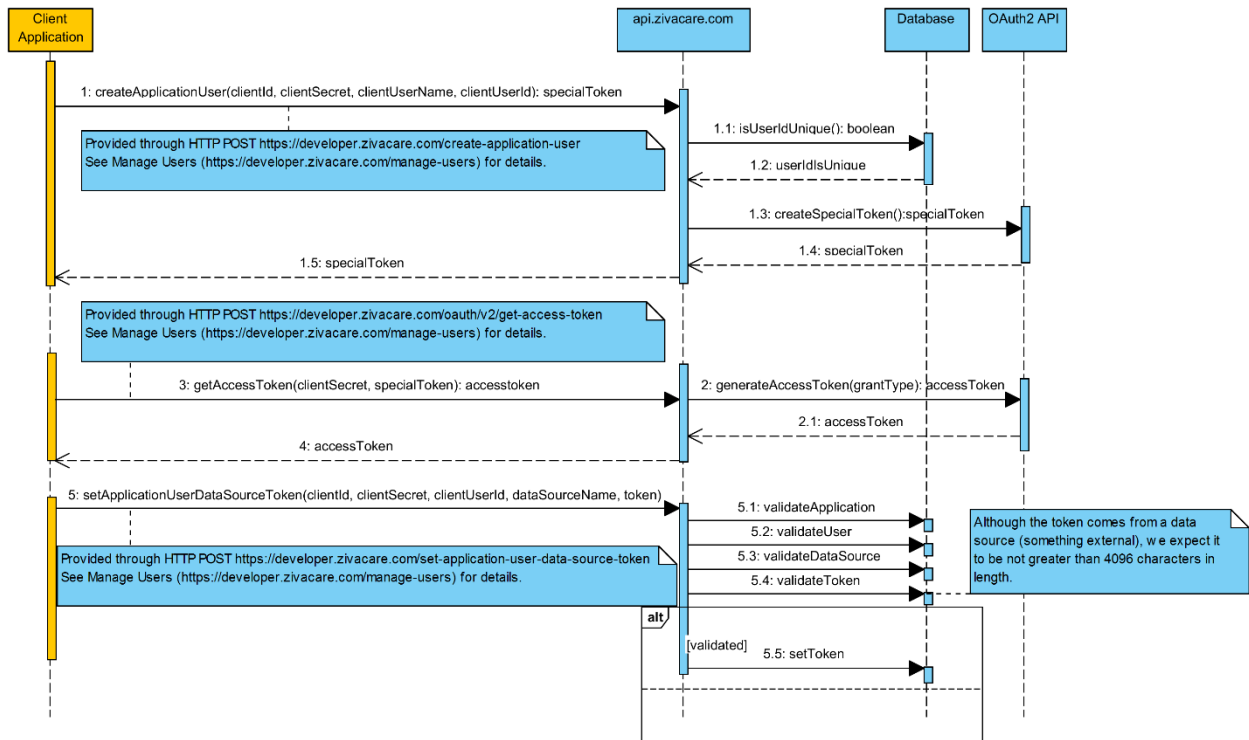 Client
Application
api.zivacare.com
Database
OAuth2 API
1: createApplicationUser(clientId, clientSecret, clientUserName, clientUserId): specialToken
Provided through HTTP POST https://developer.zivacare.com/create-application-user
See Manage Users (https://developer.zivacare.com/manage-users) for details.
1.1: isUserIdUnique(): boolean
1.2: userIdIsUnique
1.3: createSpecialToken():specialToken
1.4: specialToken
1.5: specialToken
Provided through HTTP POST https://developer.zivacare.com/oauth/v2/get-access-token
See Manage Users (https://developer.zivacare.com/manage-users) for details.
3: getAccessToken(clientSecret, specialToken): accesstoken
2: generateAccessToken(grantType): accessToken
2.1: accessToken
4: accessToken
5: setApplicationUserDataSourceToken(clientId, clientSecret, clientUserId, dataSourceName, token)
5.1: validateApplication
5.2: validateUser
5.3: validateDataSource
5.4: validateToken
Provided through HTTP POST https://developer.zivacare.com/set-application-user-data-source-token
See Manage Users (https://developer.zivacare.com/manage-users) for details.
Although the token comes from a data
source (something external), we expect it
to be not greater than 4096 characters in
length.
alt
[validated]
5.5: setToken